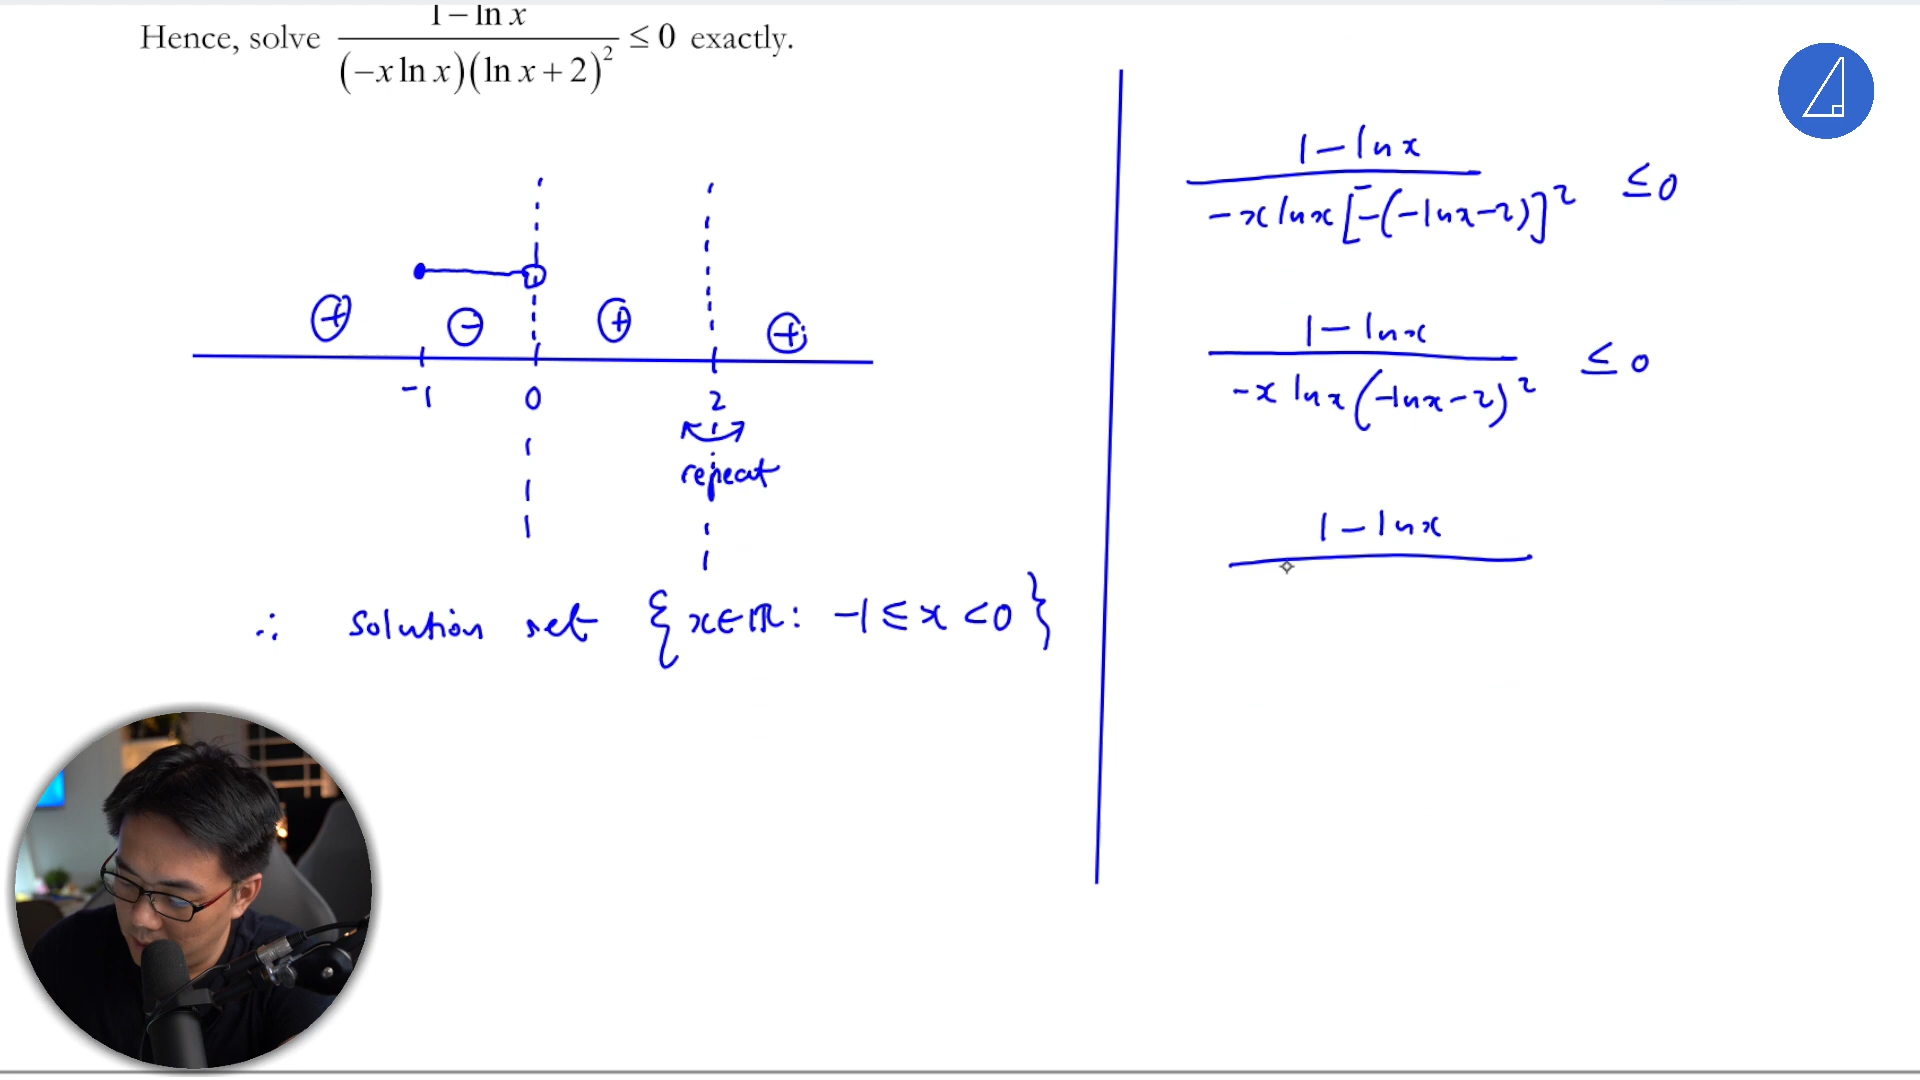 Hence, solve (1 − ln x)/((−x ln x)(ln x + 2)²) ≤ 0 exactly.
⊕ ⊖ ⊕ ⊕
-1 0 2
repeat
∴ Solution set {x∈ℝ: -1 ≤ x < 0}
1 - ln x
-x ln x [-(-ln x - 2)]² ≤ 0
1 - ln x
-x ln x (-ln x - 2)² ≤ 0
1 - ln x